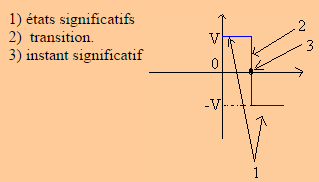 1) états significatifs
2) transition.
3) instant significatif
V
0
-V
2
3
1